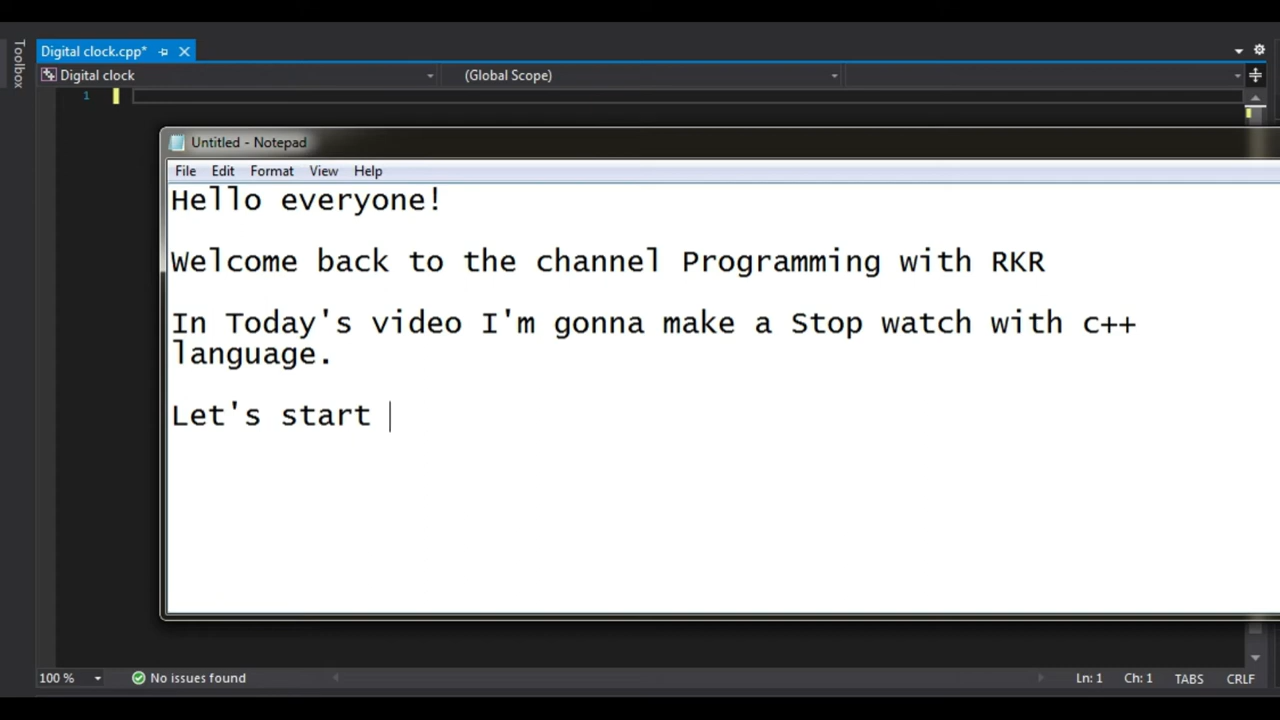 Toolbox
Digital clock.cpp*
Digital clock
(Global Scope)
1
Untitled - Notepad
File Edit Format View Help
Hello everyone!
Welcome back to the channel Programming with RKR
In Today's video I'm gonna make a Stop watch with c++
language.
Let's start
100 %
No issues found
Ln: 1 Ch: 1 TABS CRLF